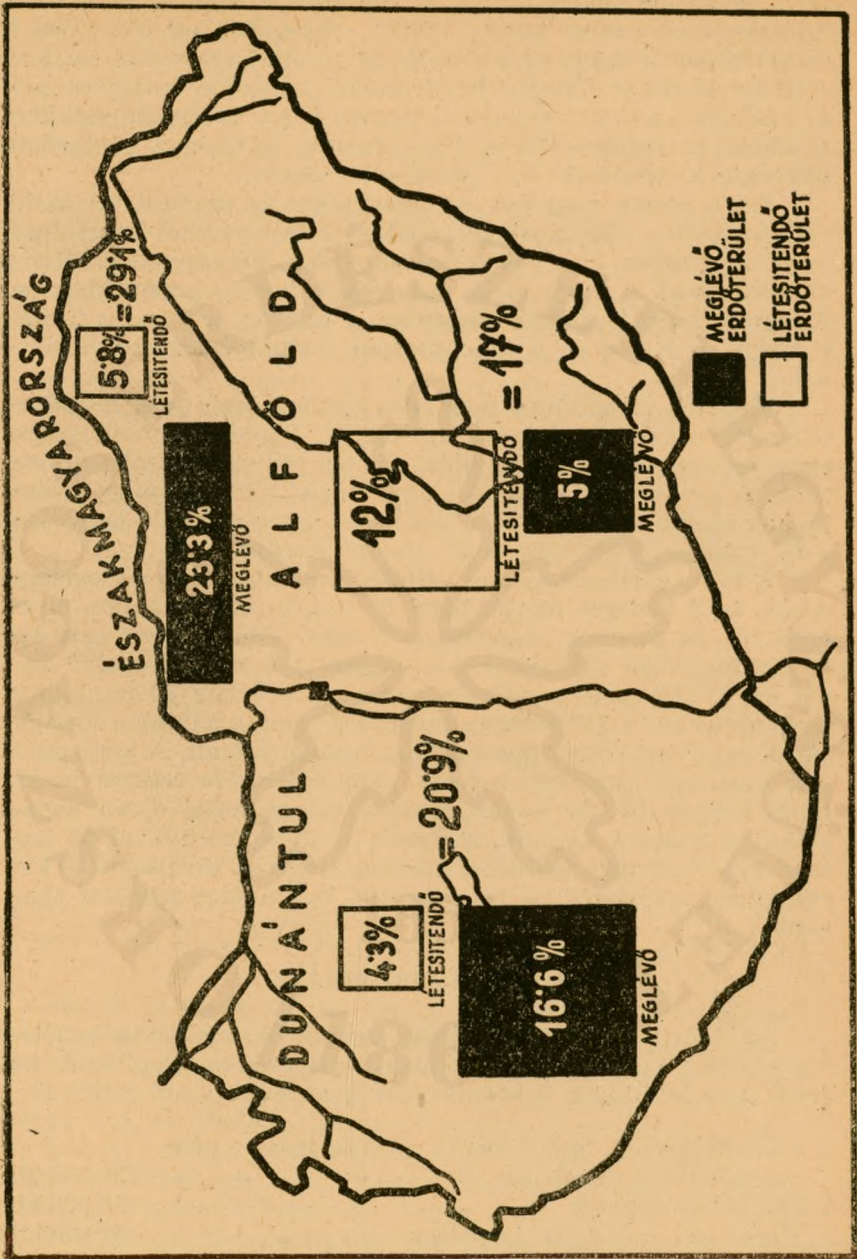 ÉSZAKMAGYARORSZÁG
5·8% =29·1%
LÉTESITENDŐ
23·3%
MEGLÉVŐ
ALFÖLD
12%
LÉTESITENDŐ
= 17%
5%
MEGLÉVŐ
DUNÁNTUL
4·3%
LÉTESITENDŐ
=20·9%
16·6%
MEGLÉVŐ
MEGLÉVŐ
ERDŐTERÜLET
LÉTESITENDŐ
ERDŐTERÜLET